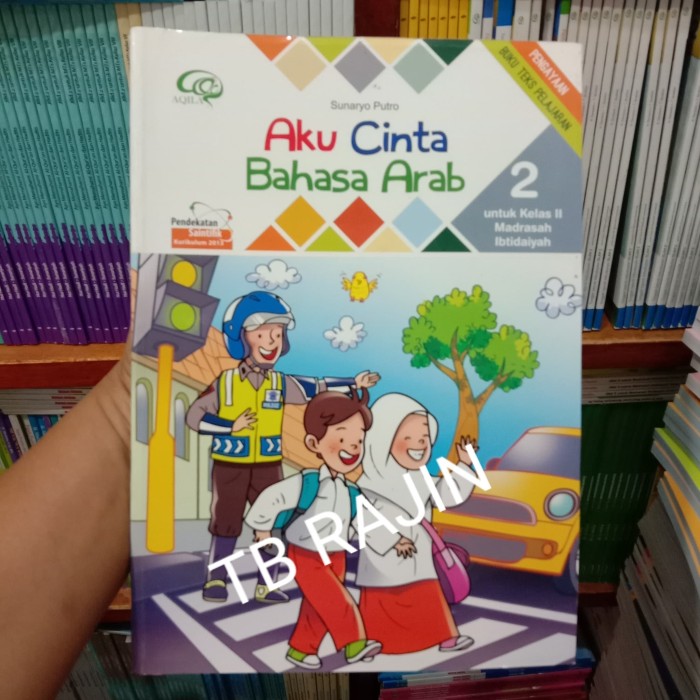 AQILA
Sunaryo Putro
Aku Cinta
Bahasa Arab
PENGAYAAN
BUKU TEKS PELAJARAN
2
untuk Kelas II
Madrasah
Ibtidaiyah
Pendekatan
Saintifik
Kurikulum 2013
TB RAJIN